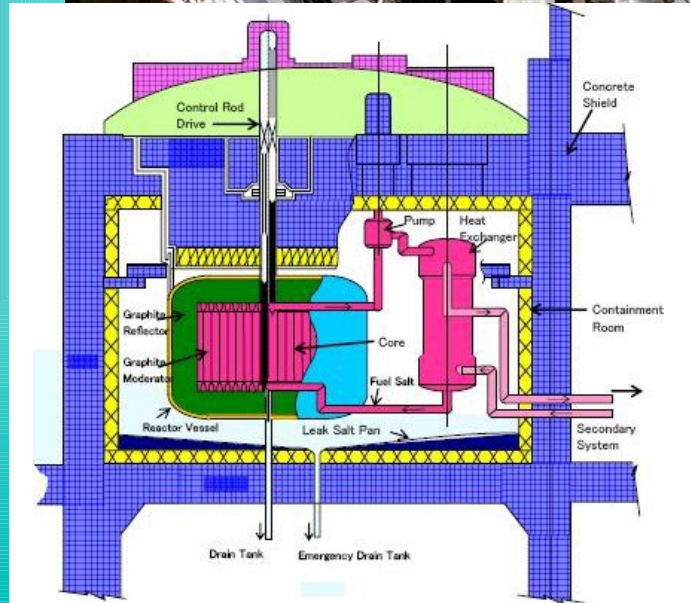 Control Rod
Drive
Concrete
Shield
Pump
Heat
Exchanger
Containment
Room
Graphite
Reflector
Graphite
Moderator
Core
Fuel Salt
Reactor Vessel
Leak Salt Pan
Secondary
System
Drain Tank
Emergency Drain Tank